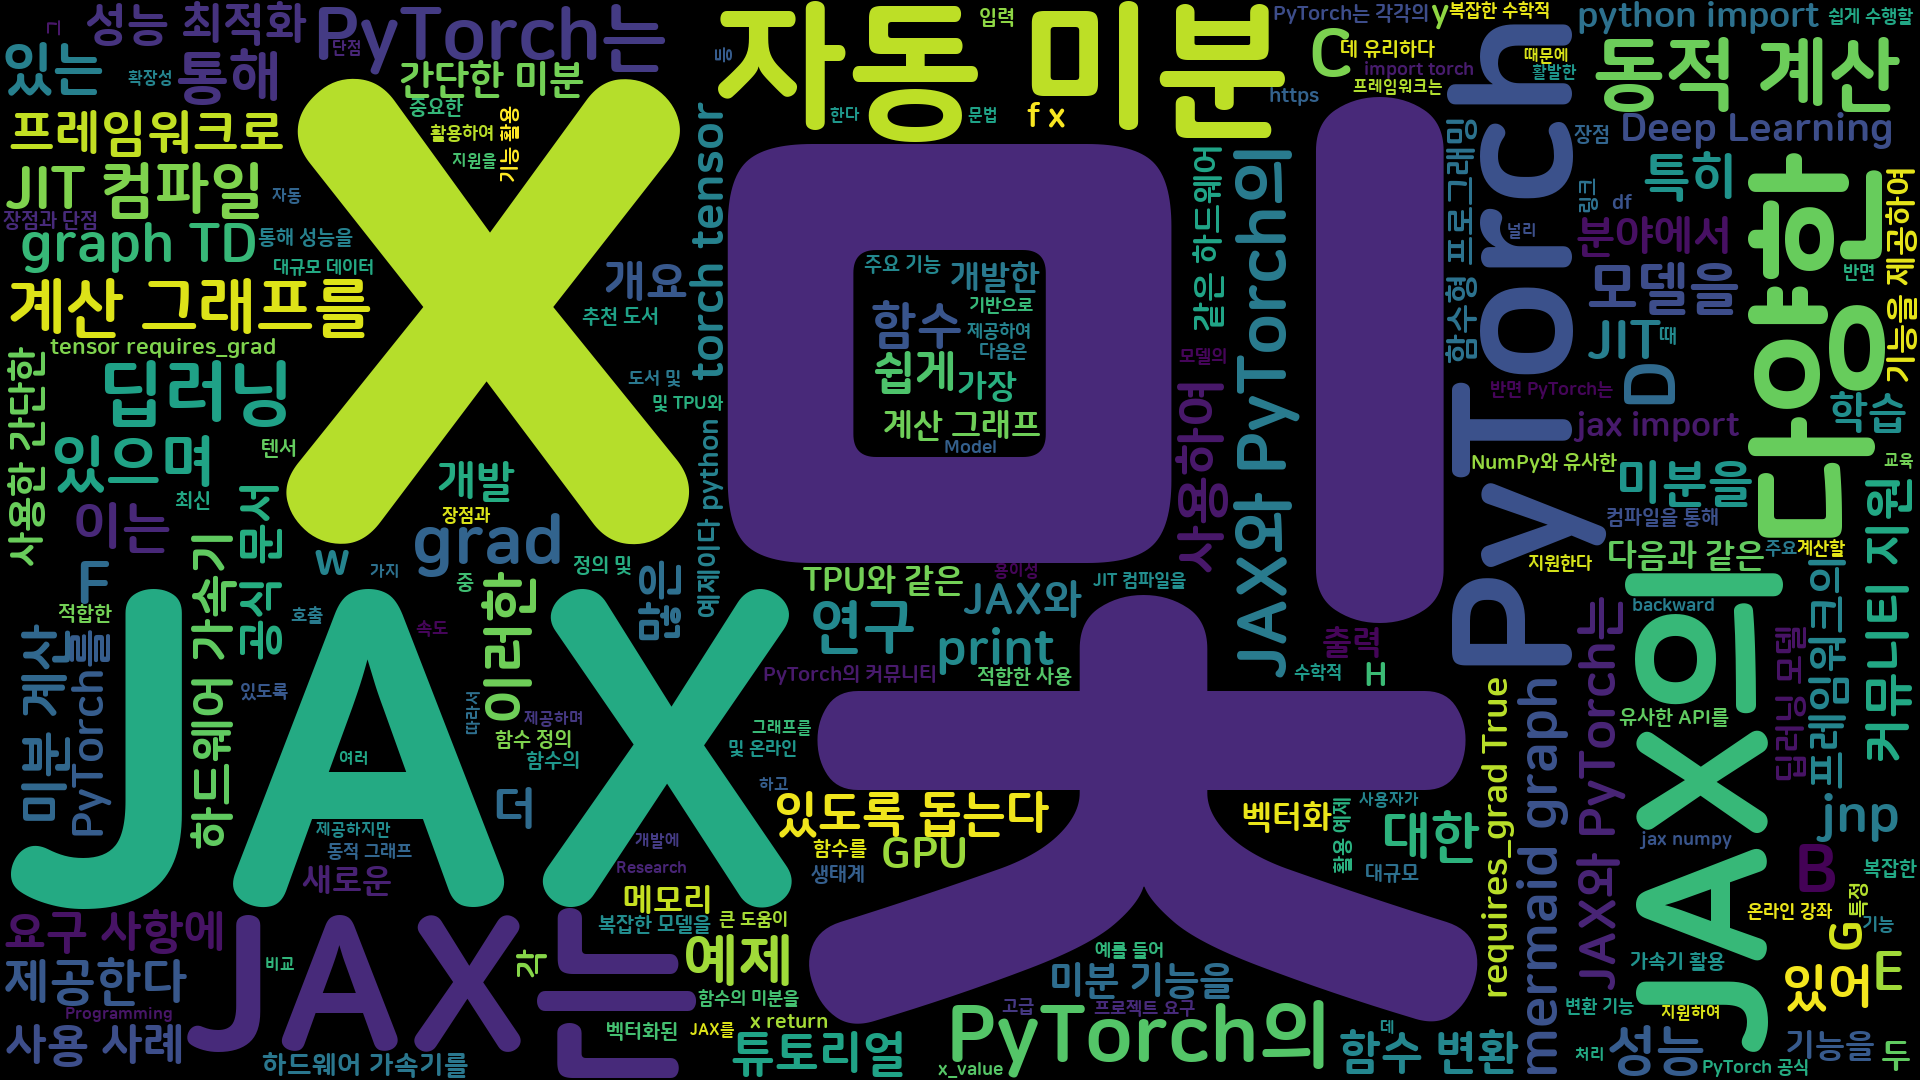 ㄱ
성능 최적화
PyTorch는
단점
자동 미분
입력
PyTorch는 각각의
y
복잡한 수학적
python import
쉽게 수행할
있는
확장성
통해
간단한 미분
등
C
데 유리하다
때문에
활발한
import torch
프레임워크는
동적 계산
중요한
활용하여
지원을
기능 활용
한다
문법
f x
https
프레임워크로
Deep Learning
장점
JIT 컴파일
자동
장점과 단점
graph TD
통해 성능을
대규모 데이터
x
의
torch tensor
같은 하드웨어
JAX와 PyTorch의
함수형 프로그래밍
PyTorch
특히
링크
df
널리
분야에서
다양한
기능을 제공하여
반면
계산 그래프를
개요
추천 도서
주요 기능
개발한
기반으로
함수
제공하여
다음은
쉽게
가장
계산 그래프
Model
모델을
JIT
때
모델의
반면 PyTorch는
D
학습
jax import
tensor requires_grad
사용한 간단한
딥러닝
도서 및
및 TPU와
사용하여
NumPy와 유사한
미분을
교육
있으며
텐서
최신
개발
장점과
예제이다 python
컴파일을 통해
커뮤니티 지원
이는
공식 문서
하드웨어 가속기
w
가지
grad
중
정의 및
많은
TPU와 같은
용이성
JIT 컴파일을
지원한다
다음과 같은
주요
계산할
F
적합한
호출
속도
이러한
연구
JAX와
print
backward
JAX의
미분 계산
PyTorch를
있도록
따라서
제공하며
함수 정의
함수의
PyTorch의 커뮤니티
적합한 사용
출력
수학적
H
JAX와 PyTorch는
유사한 API를
딥러닝 모델
프레임워크의
JAX
여러
그래프를
및 온라인
하고
requires_grad True
mermaid graph
더
있도록 돕는다
벡터화
활용 예제
사용자가
대한
jax numpy
jnp
제공하지만
동적 그래프
새로운
개발에
Research
함수를
GPU
생태계
대규모
B
복잡한
메모리
복잡한 모델을
큰 도움이
온라인 강좌
특정
기능
G
요구 사항에
비교
JAX는
각
예제
예를 들어
미분 기능을
가속기 활용
있어
E
제공한다
Programming
함수의 미분을
고급
프로젝트 요구
변환 기능
지원하여
사용 사례
하드웨어 가속기를
벡터화된
JAX를
x return
튜토리얼
x_value
PyTorch의
데
함수 변환
처리
성능
PyTorch 공식
기능을
두